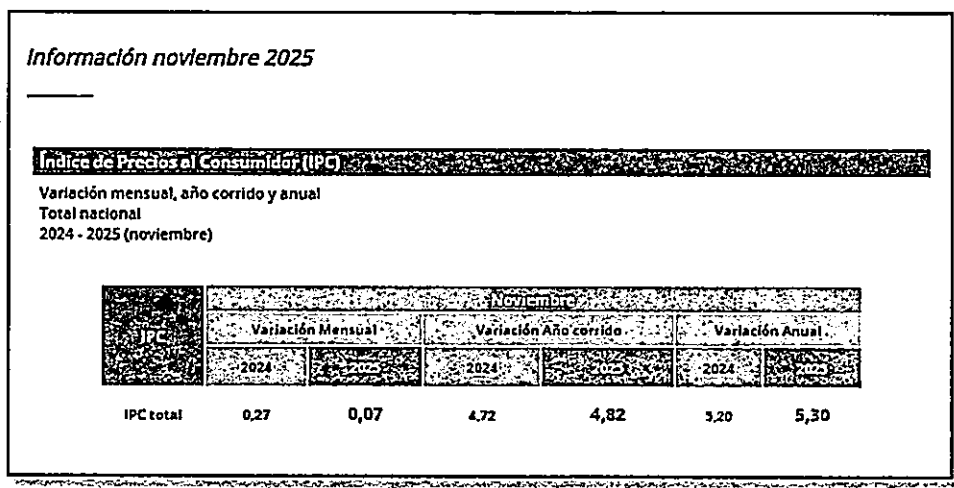 Información noviembre 2025
Índice de Precios al Consumidor (IPC)
Variación mensual, año corrido y anual
Total nacional
2024 - 2025 (noviembre)
IPC
Noviembre
Variación Mensual Variación Año corrido Variación Anual
2024 2025 2024 2025 2024 2025
IPC total 0,27 0,07 4,72 4,82 5,20 5,30